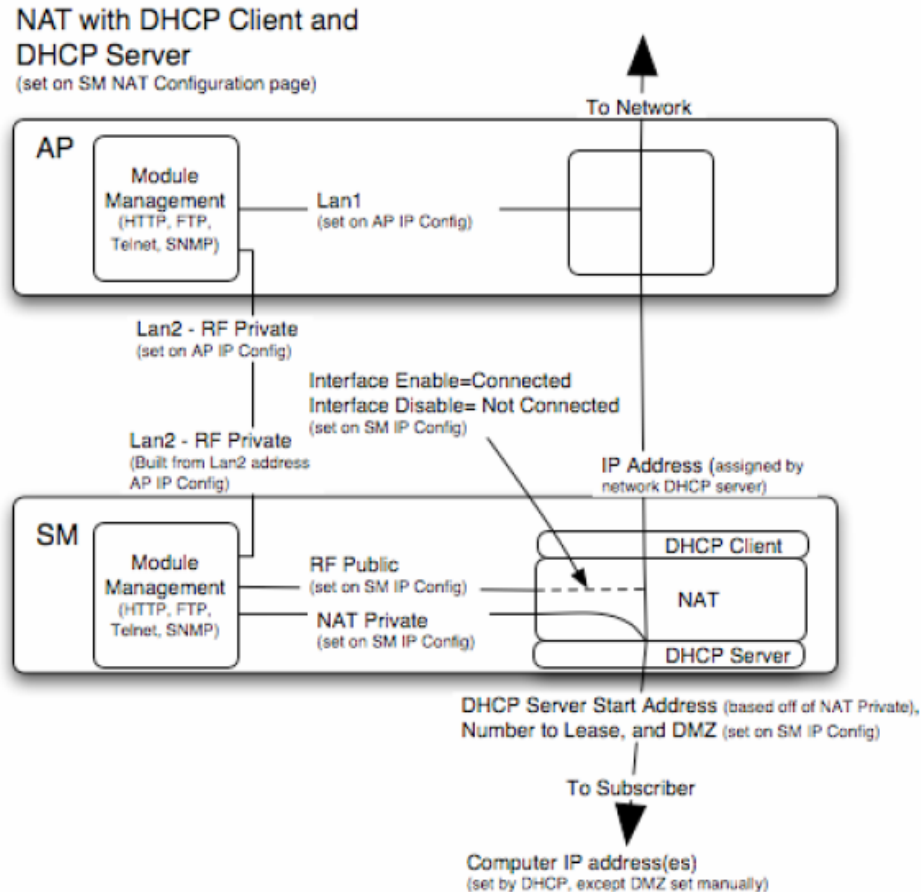 NAT with DHCP Client and
DHCP Server
(set on SM NAT Configuration page)
To Network
AP
Module
Management
(HTTP, FTP,
Telnet, SNMP)
Lan1
(set on AP IP Config)
Lan2 - RF Private
(set on AP IP Config)
Interface Enable=Connected
Interface Disable= Not Connected
(set on SM IP Config)
Lan2 - RF Private
(Built from Lan2 address
AP IP Config)
IP Address (assigned by
network DHCP server)
SM
Module
Management
(HTTP, FTP,
Telnet, SNMP)
RF Public
(set on SM IP Config)
NAT Private
(set on SM IP Config)
DHCP Client
NAT
DHCP Server
DHCP Server Start Address (based off of NAT Private),
Number to Lease, and DMZ (set on SM IP Config)
To Subscriber
Computer IP address(es)
(set by DHCP, except DMZ set manually)